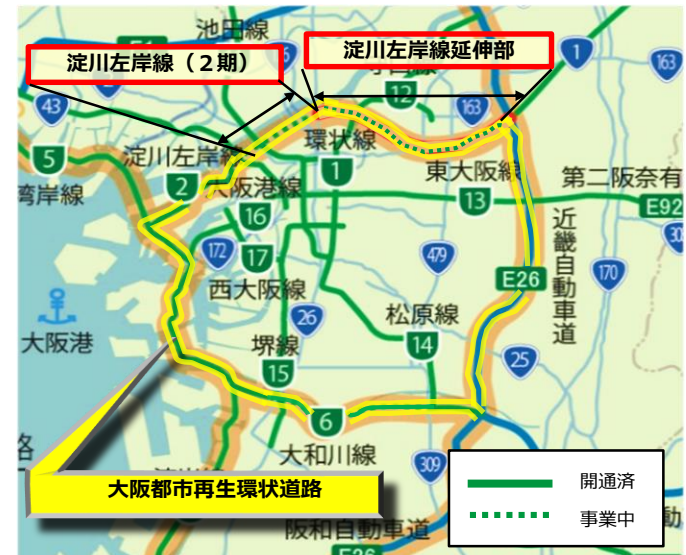 池田線
淀川左岸線（２期）
淀川左岸線延伸部
1
163
43
12
163
淀川左岸線
環状線
5
湾岸線
2
大阪港線
1
東大阪線
第二阪奈有
16
13
E92
172
17
479
近畿自動車道
170
西大阪線
E26
26
松原線
大阪港
堺線
14
25
15
6
大和川線
309
大阪都市再生環状道路
開通済
事業中
阪和自動車道
E26